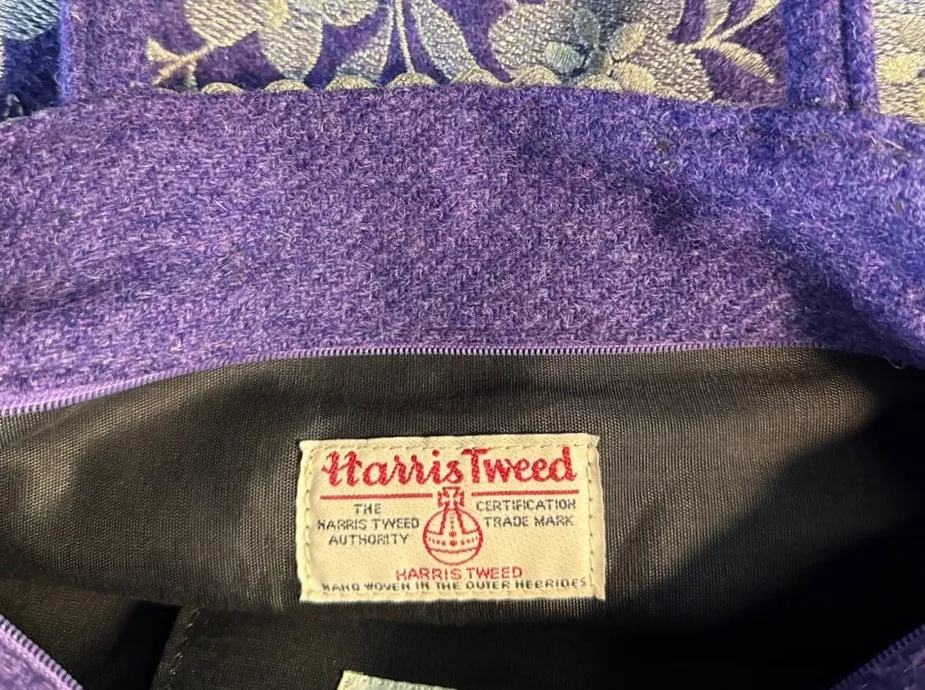 Harris Tweed
THE
HARRIS TWEED
AUTHORITY
CERTIFICATION
TRADE MARK
HARRIS TWEED
HAND WOVEN IN THE OUTER HEBRIDES